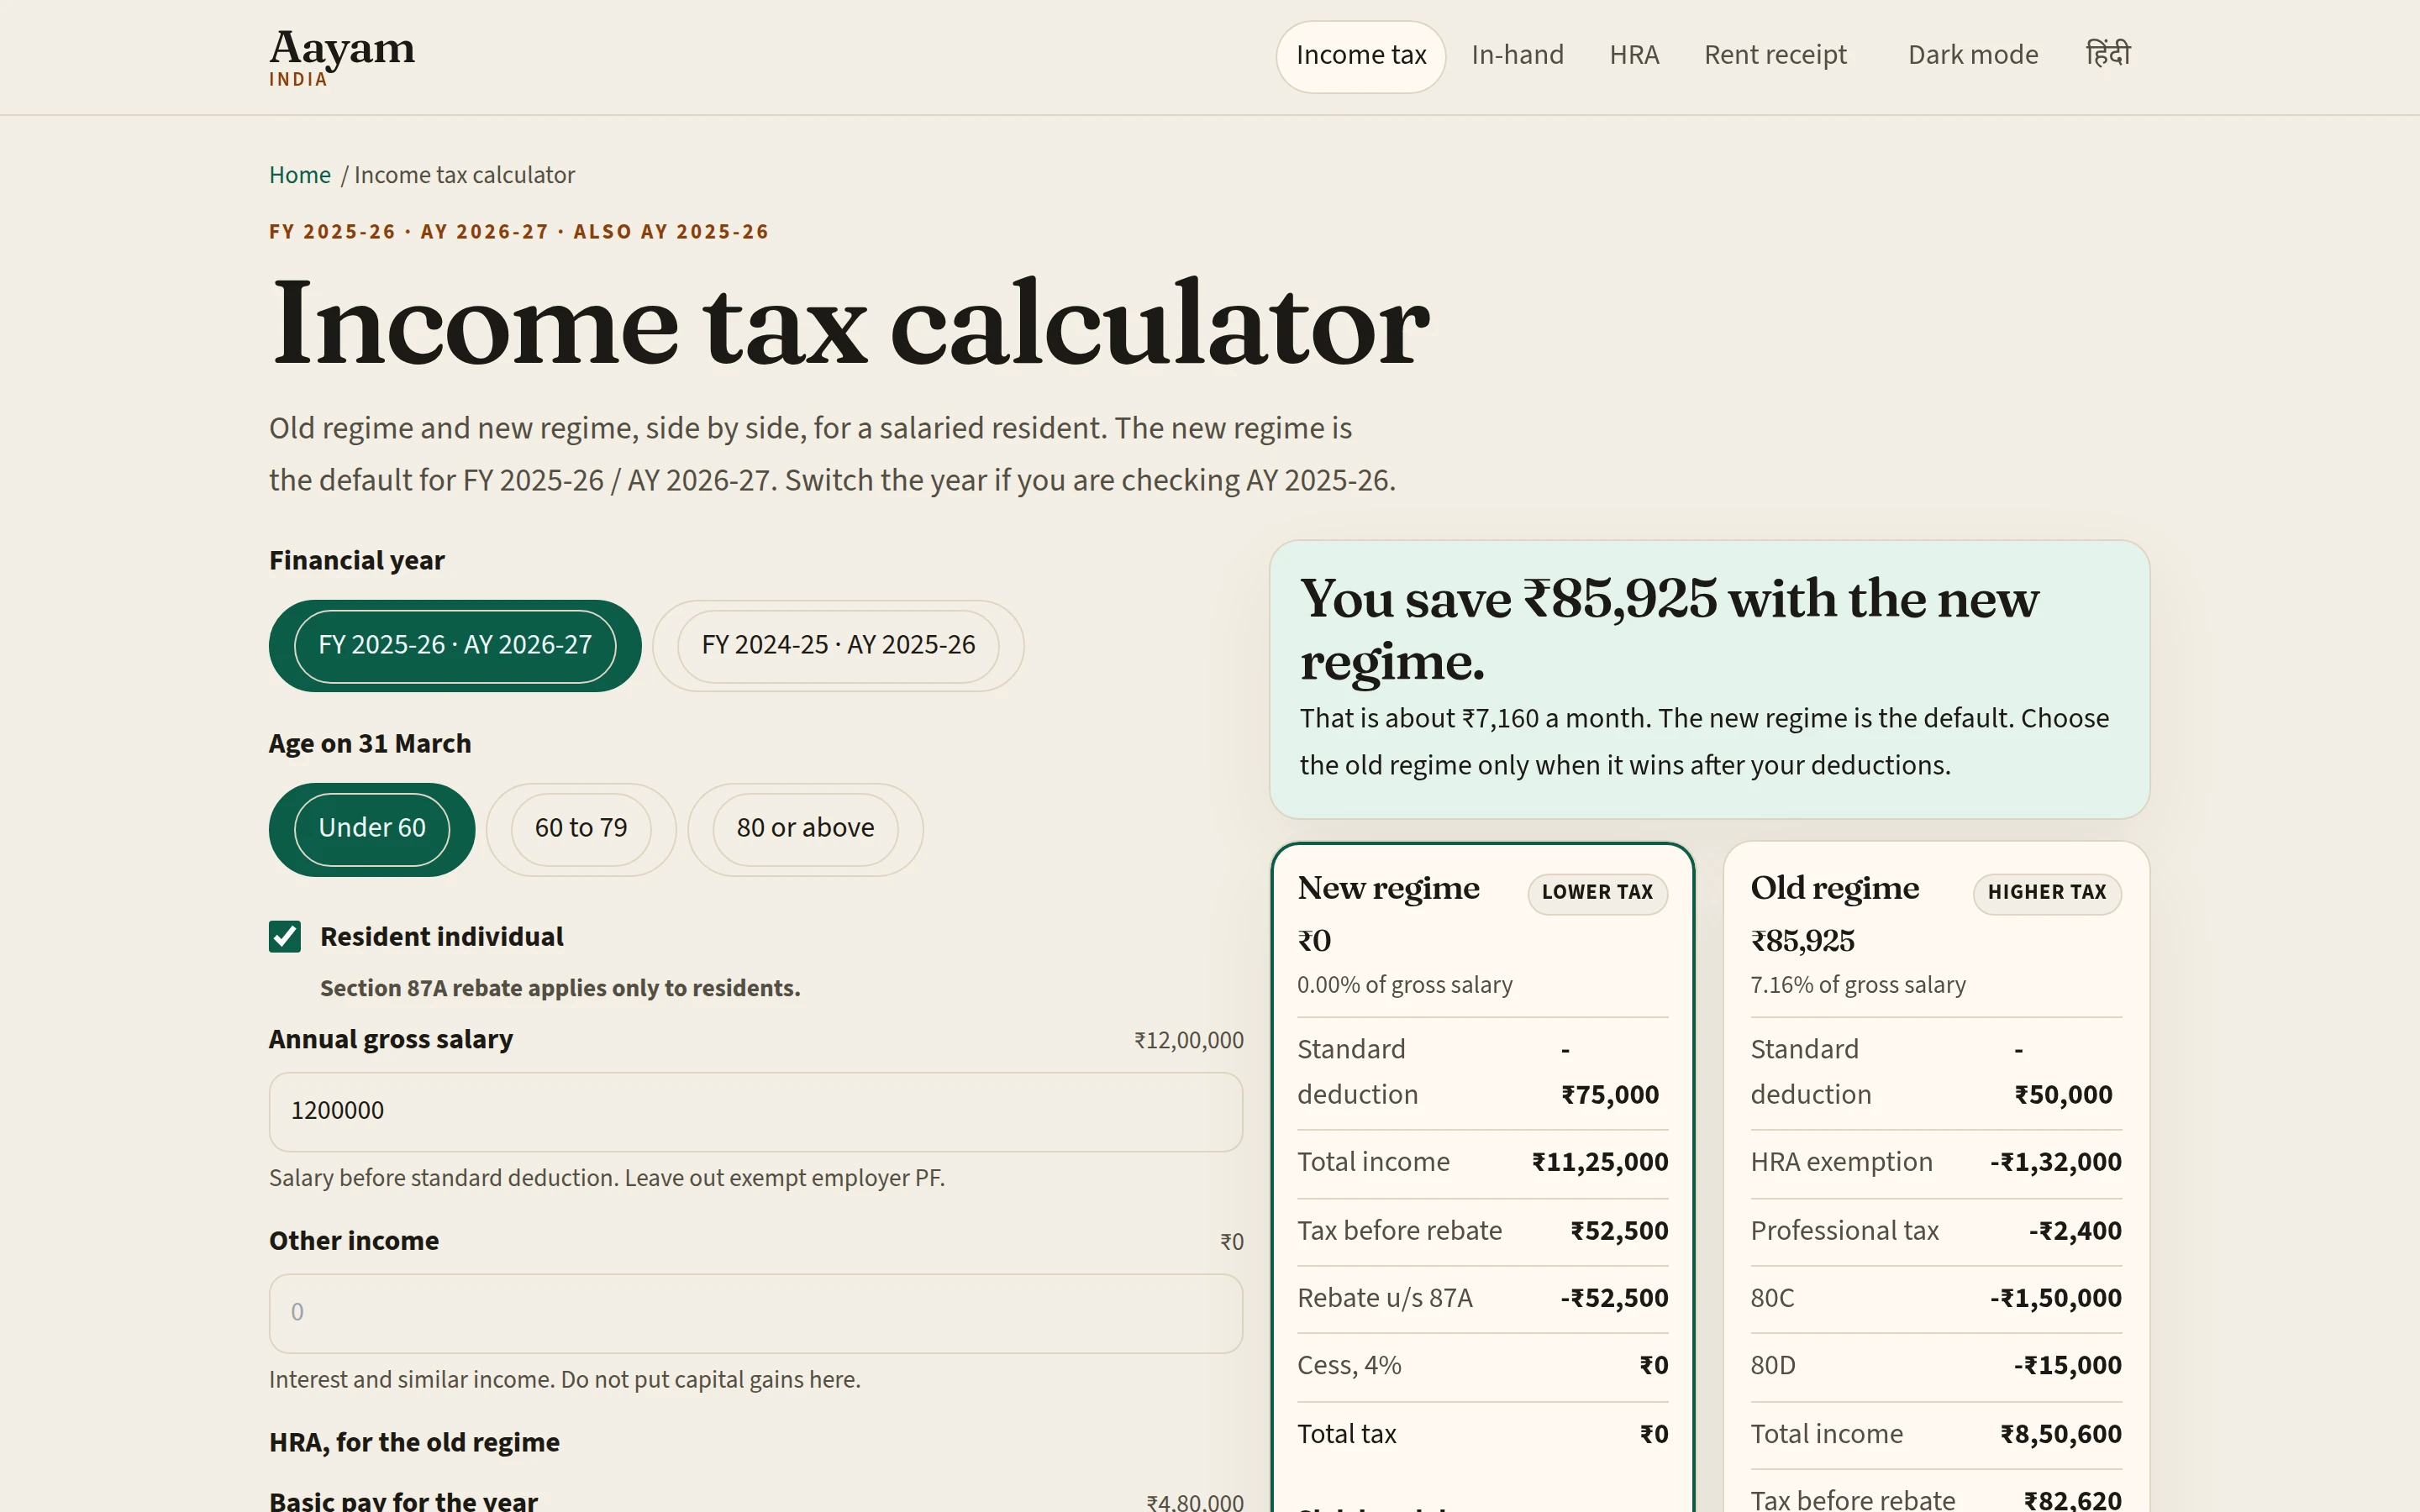 Aayam
INDIA
Income tax
In-hand
HRA
Rent receipt
Dark mode
हिंदी
Home / Income tax calculator
FY 2025-26 · AY 2026-27 · ALSO AY 2025-26
Income tax calculator
Old regime and new regime, side by side, for a salaried resident. The new regime is
the default for FY 2025-26 / AY 2026-27. Switch the year if you are checking AY 2025-26.
Financial year
FY 2025-26 · AY 2026-27
FY 2024-25 · AY 2025-26
Age on 31 March
Under 60
60 to 79
80 or above
Resident individual
Section 87A rebate applies only to residents.
Annual gross salary ₹12,00,000
1200000
Salary before standard deduction. Leave out exempt employer PF.
Other income ₹0
0
Interest and similar income. Do not put capital gains here.
HRA, for the old regime
Basic pay for the year ₹4,80,000
You save ₹85,925 with the new
regime.
That is about ₹7,160 a month. The new regime is the default. Choose
the old regime only when it wins after your deductions.
New regime LOWER TAX
₹0
0.00% of gross salary
Standard -
deduction ₹75,000
Total income ₹11,25,000
Tax before rebate ₹52,500
Rebate u/s 87A -₹52,500
Cess, 4% ₹0
Total tax ₹0
Old regime HIGHER TAX
₹85,925
7.16% of gross salary
Standard -
deduction ₹50,000
HRA exemption -₹1,32,000
Professional tax -₹2,400
80C -₹1,50,000
80D -₹15,000
Total income ₹8,50,600
Tax before rebate ₹82,620